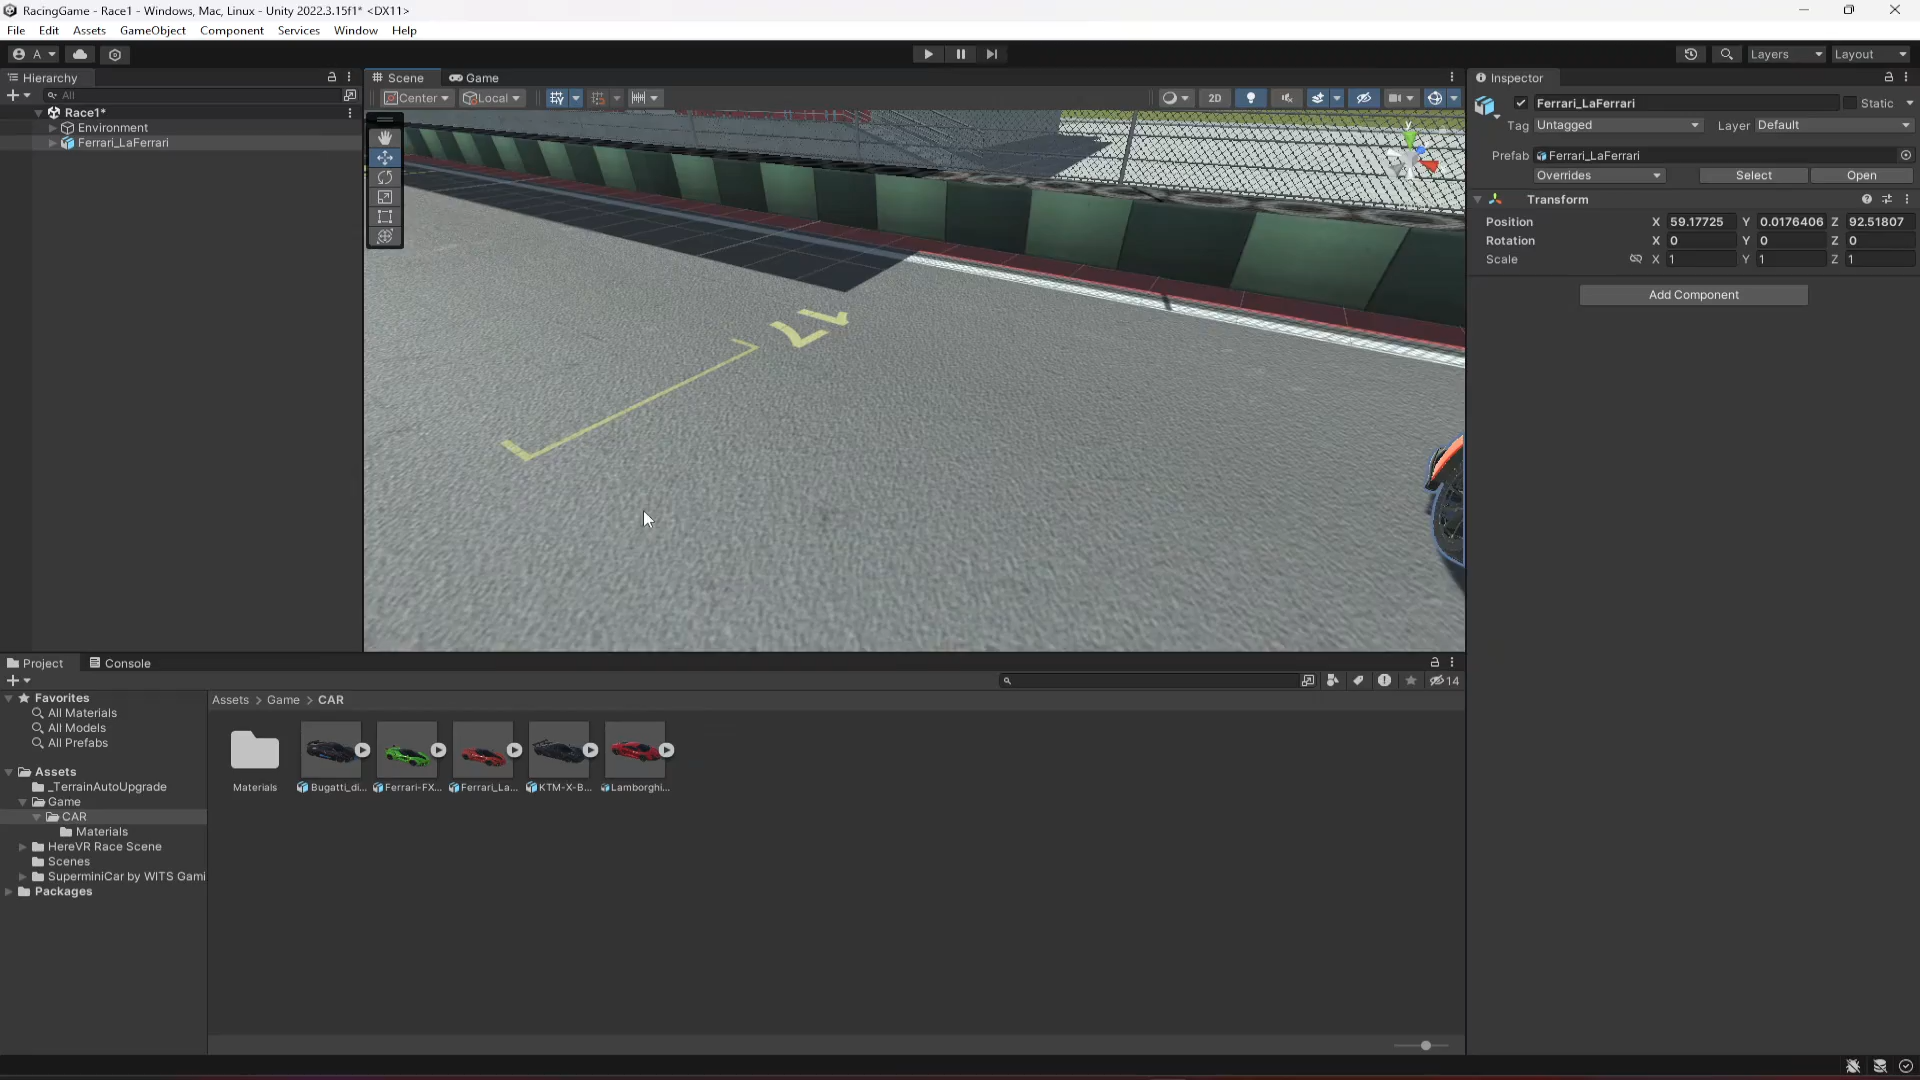 RacingGame - Race1 - Windows, Mac, Linux - Unity 2022.3.15f1* <DX11>
File Edit Assets GameObject Component Services Window Help
A Layers Layout
Hierarchy
All
Race1*
Environment
Ferrari_LaFerrari
Scene Game
Center Local 2D
y
17
Inspector
Ferrari_LaFerrari Static
Tag Untagged Layer Default
Prefab Ferrari_LaFerrari
Overrides Select Open
Transform
Position X 59.17725 Y 0.0176406 Z 92.51807
Rotation X 0 Y 0 Z 0
Scale X 1 Y 1 Z 1
Add Component
Project Console
14
Favorites
All Materials
All Models
All Prefabs
Assets
_TerrainAutoUpgrade
Game
CAR
Materials
HereVR Race Scene
Scenes
SuperminiCar by WITS Gami
Packages
Assets > Game > CAR
Materials Bugatti_di... Ferrari-FX... Ferrari_La... KTM-X-B... Lamborghi...